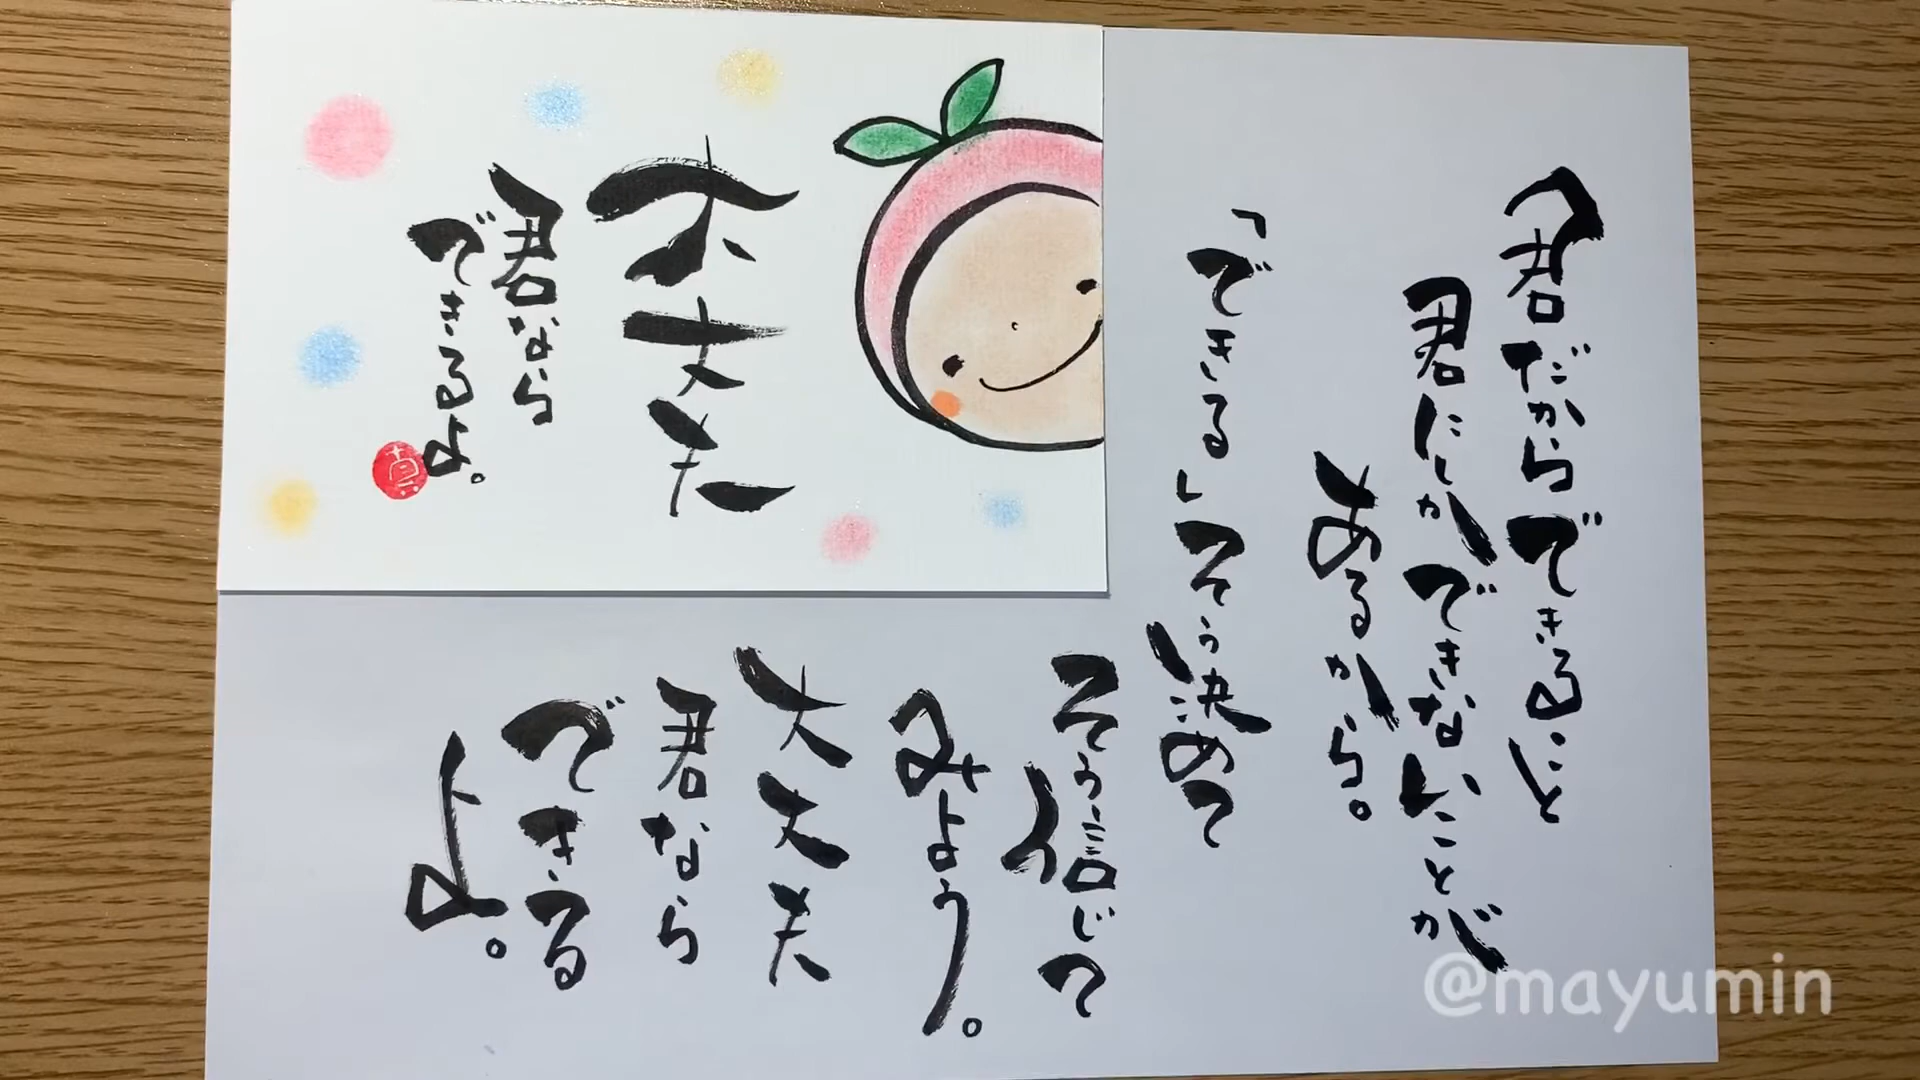 大丈夫
君なら
できるよ。
君だからできること
君にしかできないことが
あるから。
「できる」そう決めて
そう信じて
みよう。
大丈夫
君なら
できる
よ。
@mayumin